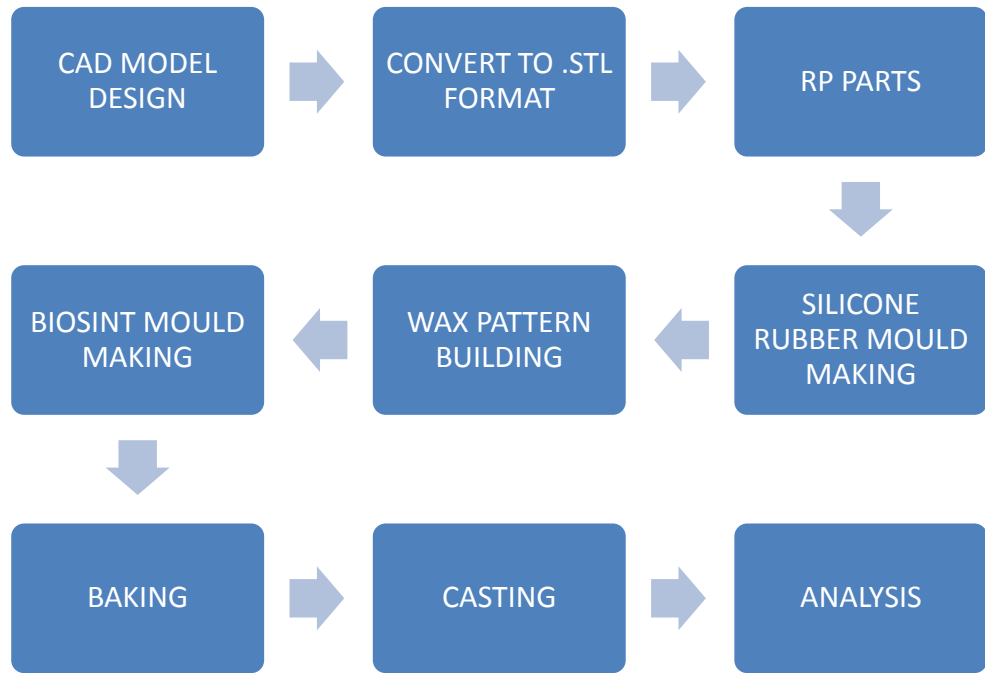 CAD MODEL
DESIGN
CONVERT TO .STL
FORMAT
RP PARTS
SILICONE
RUBBER MOULD
MAKING
WAX PATTERN
BUILDING
BIOSINT MOULD
MAKING
BAKING
CASTING
ANALYSIS